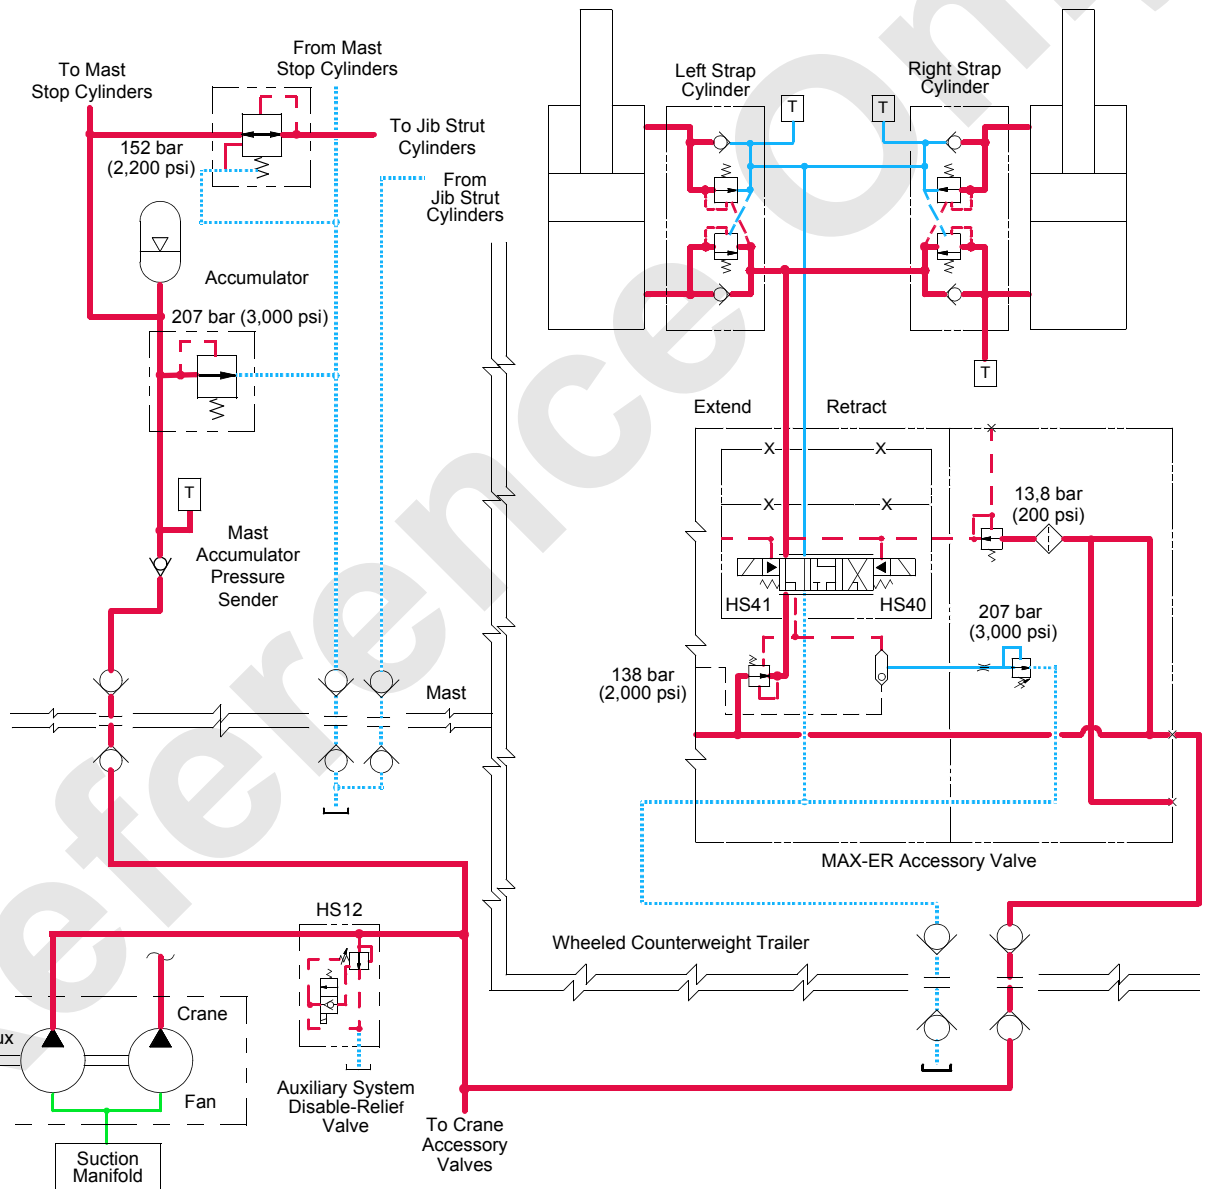 To Mast
Stop Cylinders
From Mast
Stop Cylinders
152 bar
(2,200 psi)
To Jib Strut
Cylinders
From
Jib Strut
Cylinders
Accumulator
207 bar (3,000 psi)
T
Mast
Accumulator
Pressure
Sender
Mast
Left Strap
Cylinder
Right Strap
Cylinder
T
T
T
Extend
Retract
X
X
X
X
13,8 bar
(200 psi)
HS41
HS40
207 bar
(3,000 psi)
138 bar
(2,000 psi)
MAX-ER Accessory Valve
Wheeled Counterweight Trailer
HS12
Crane
ux
Fan
Auxiliary System
Disable-Relief
Valve
To Crane
Accessory
Valves
Suction
Manifold
Reference On